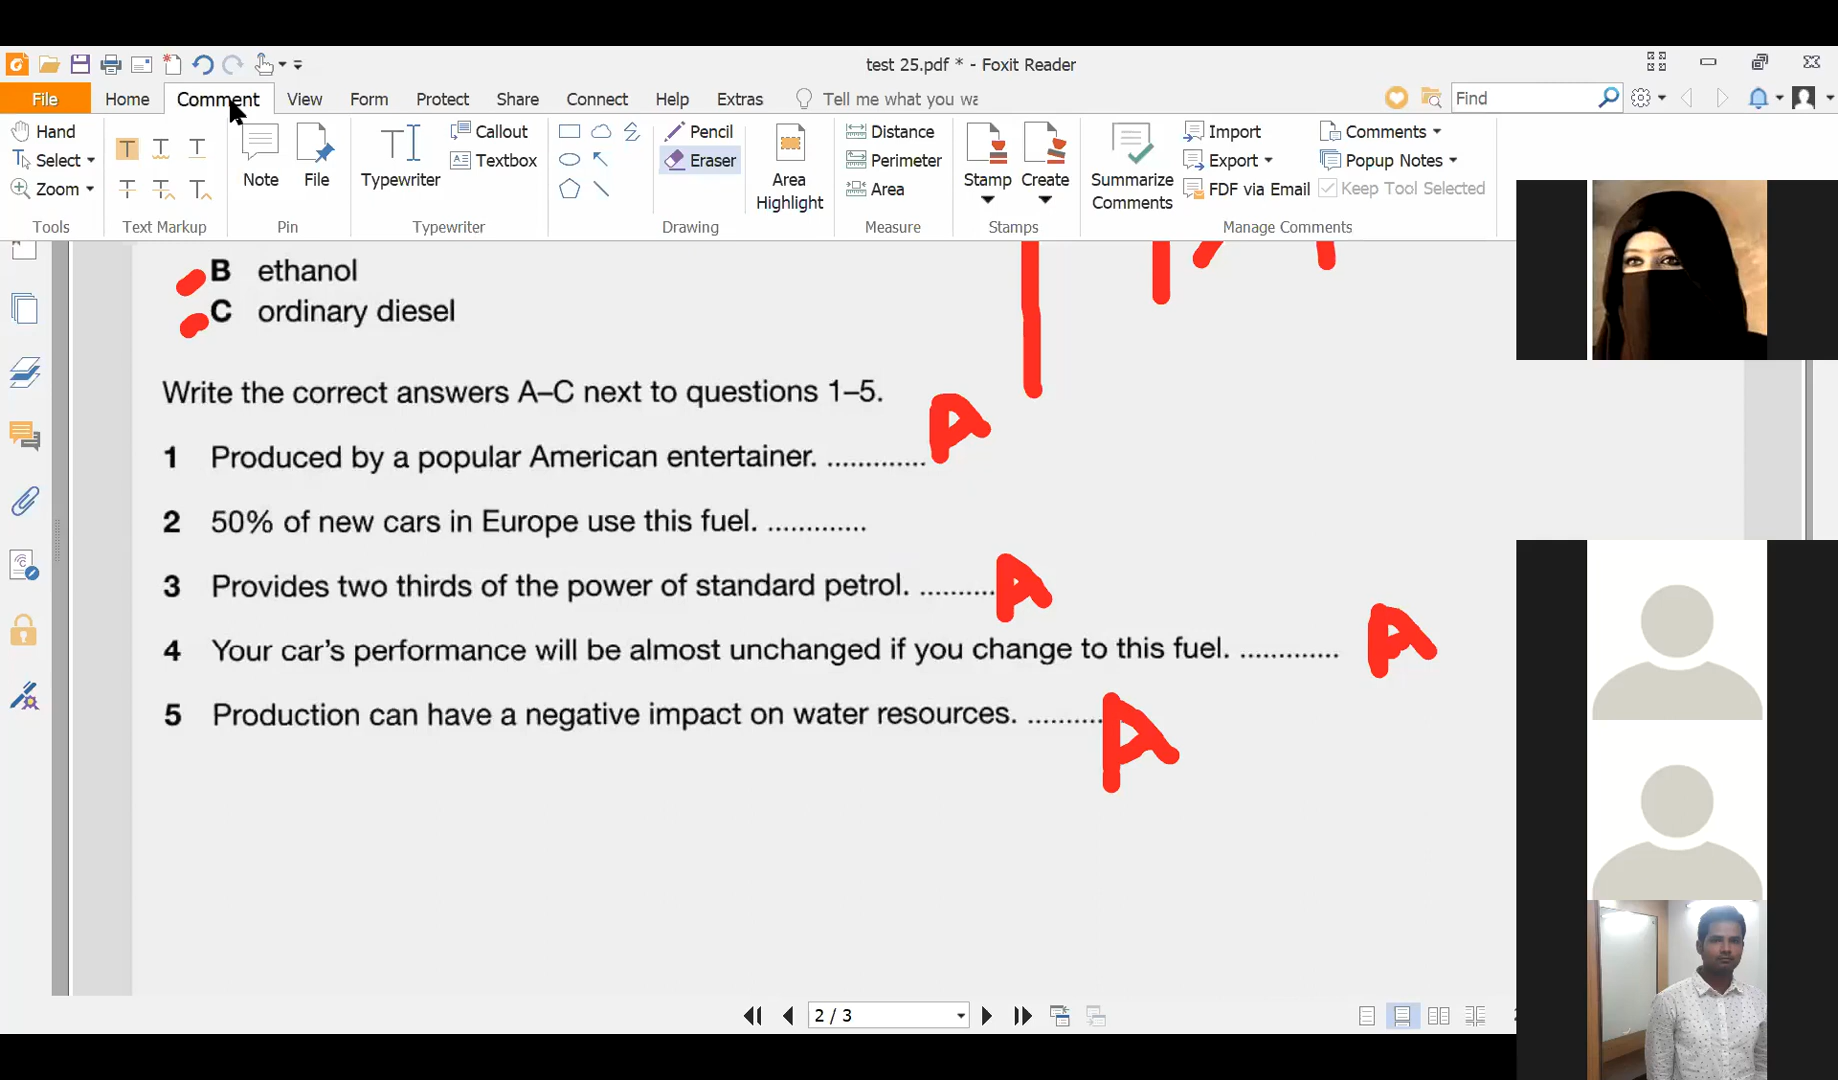 test 25.pdf * - Foxit Reader
File Home Comment View Form Protect Share Connect Help Extras Tell me what you wa Find
Hand
Select
Zoom
Tools
Text Markup
Note File
Pin
Typewriter
Callout
Textbox
Typewriter
Pencil
Eraser
Drawing
Area
Highlight
Distance
Perimeter
Area
Measure
Stamp Create
Stamps
Summarize
Comments
Import
Export
FDF via Email
Comments
Popup Notes
Keep Tool Selected
Manage Comments
B ethanol
C ordinary diesel
Write the correct answers A–C next to questions 1–5.
1 Produced by a popular American entertainer. ............. A
2 50% of new cars in Europe use this fuel. .............
3 Provides two thirds of the power of standard petrol. .......... A
4 Your car's performance will be almost unchanged if you change to this fuel. ............. A
5 Production can have a negative impact on water resources. .......... A
2 / 3